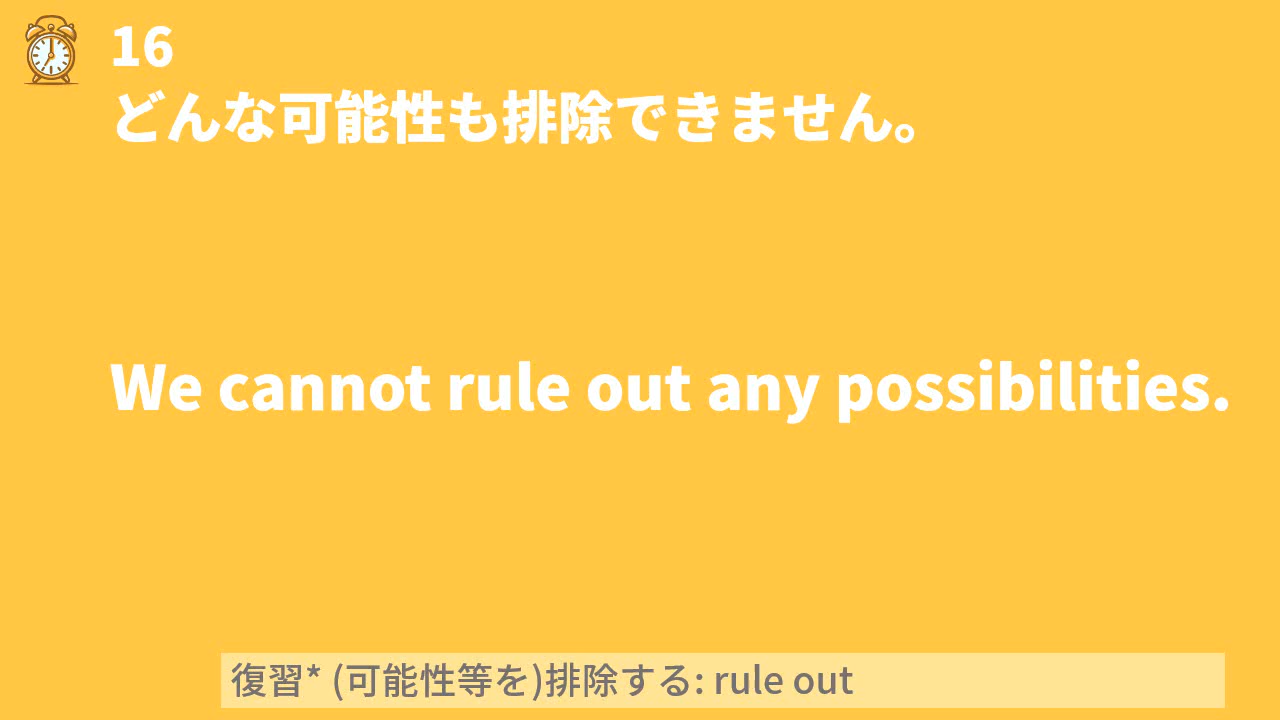 16
どんな可能性も排除できません。
We cannot rule out any possibilities.
復習* (可能性等を)排除する: rule out